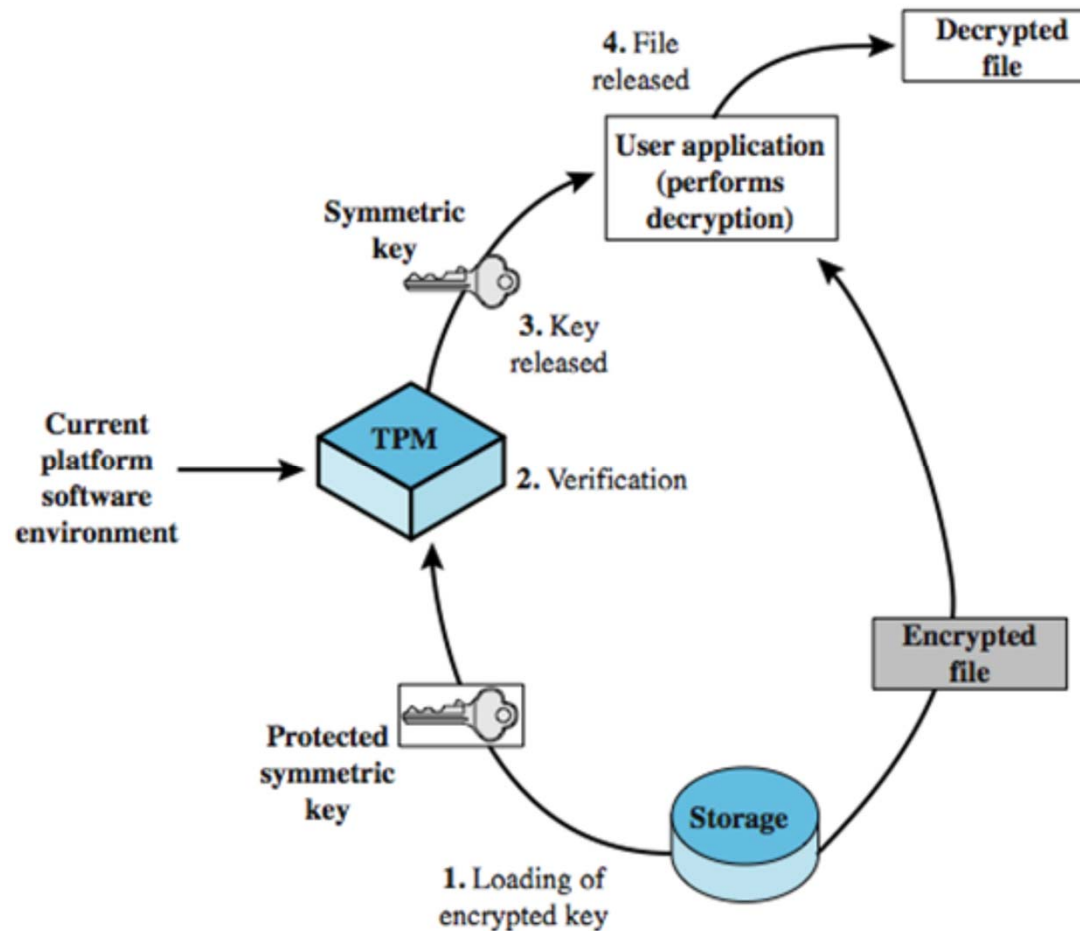 4. File
released
Decrypted
file
User application
(performs
decryption)
Symmetric
key
3. Key
released
Current
platform
software
environment
TPM
2. Verification
Encrypted
file
Protected
symmetric
key
Storage
1. Loading of
encrypted key